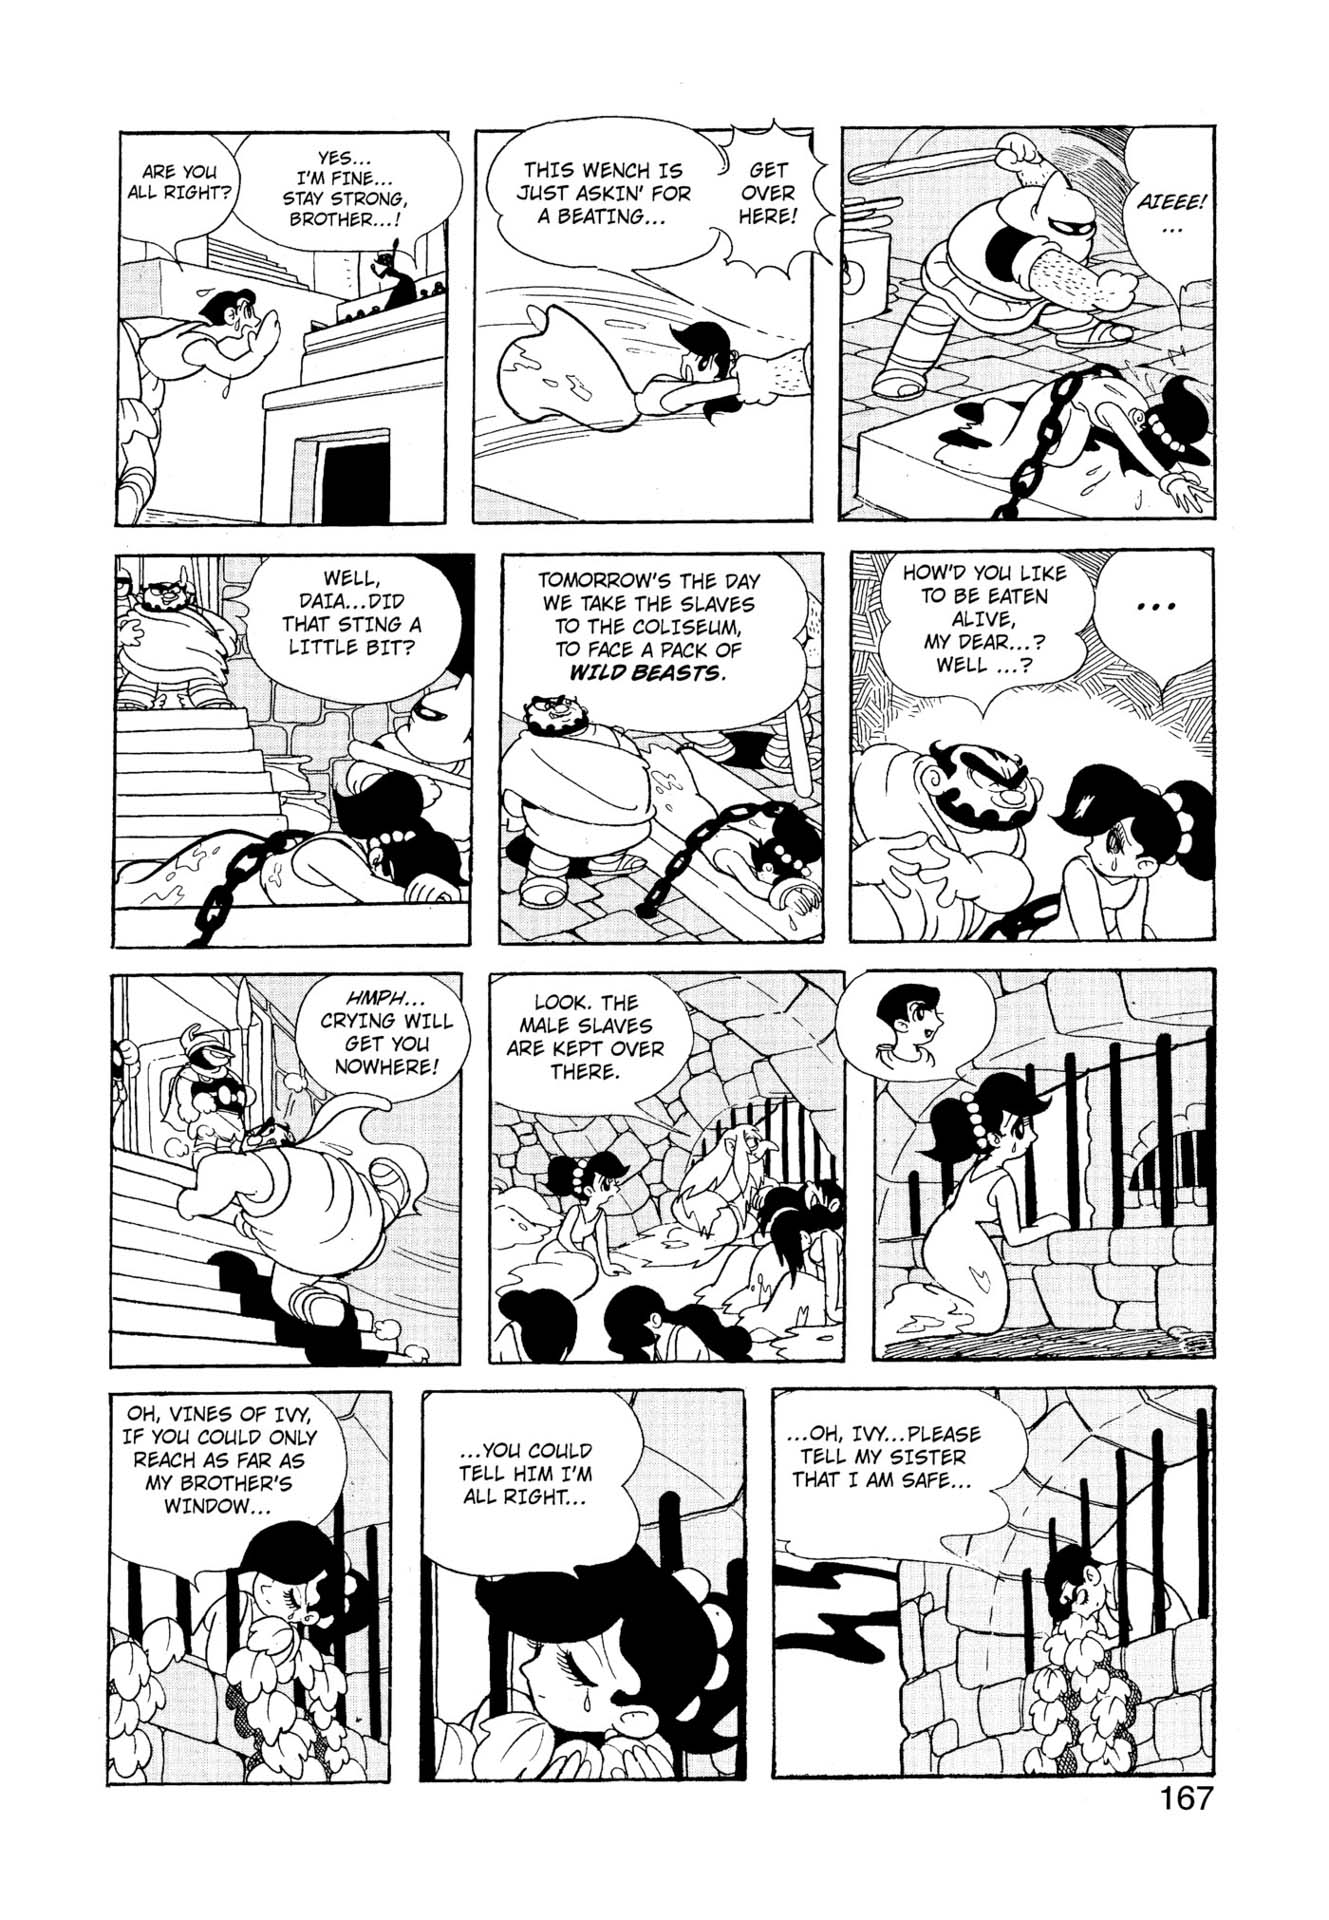 ARE YOU
ALL RIGHT?
YES...
I'M FINE...
STAY STRONG,
BROTHER...!
THIS WENCH IS
JUST ASKIN' FOR
A BEATING...
GET
OVER
HERE!
AIEEE!
...
WELL,
DAIA...DID
THAT STING A
LITTLE BIT?
TOMORROW'S THE DAY
WE TAKE THE SLAVES
TO THE COLISEUM,
TO FACE A PACK OF
WILD BEASTS.
HOW'D YOU LIKE
TO BE EATEN
ALIVE,
MY DEAR...?
WELL ...?
...
HMPH...
CRYING WILL
GET YOU
NOWHERE!
LOOK. THE
MALE SLAVES
ARE KEPT OVER
THERE.
OH, VINES OF IVY,
IF YOU COULD ONLY
REACH AS FAR AS
MY BROTHER'S
WINDOW...
...YOU COULD
TELL HIM I'M
ALL RIGHT...
...OH, IVY...PLEASE
TELL MY SISTER
THAT I AM SAFE...
167